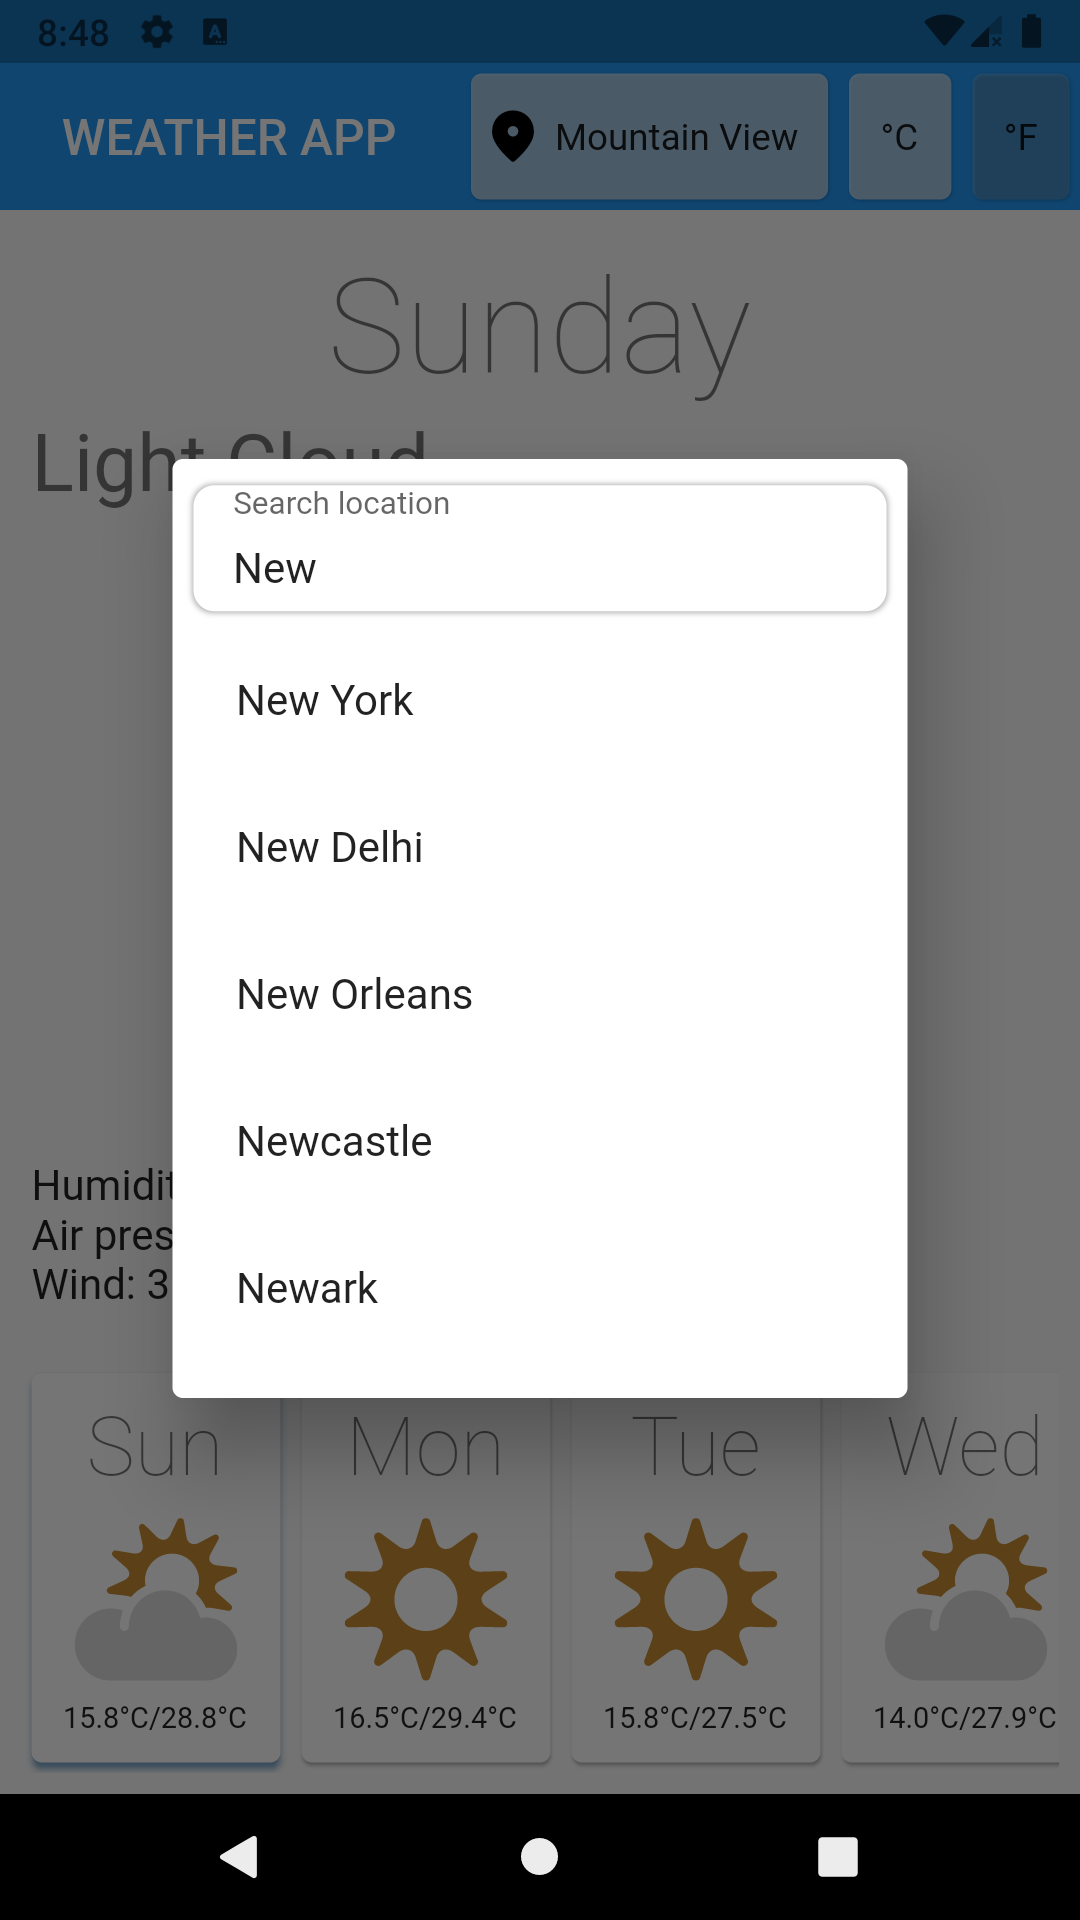 8:48
WEATHER APP
Mountain View
°C
°F
Sunday
Light Cloud
Search location
New
New York
New Delhi
New Orleans
Newcastle
Newark
Humidit
Air pres
Wind: 3
Sun
Mon
Tue
Wed
15.8°C/28.8°C
16.5°C/29.4°C
15.8°C/27.5°C
14.0°C/27.9°C